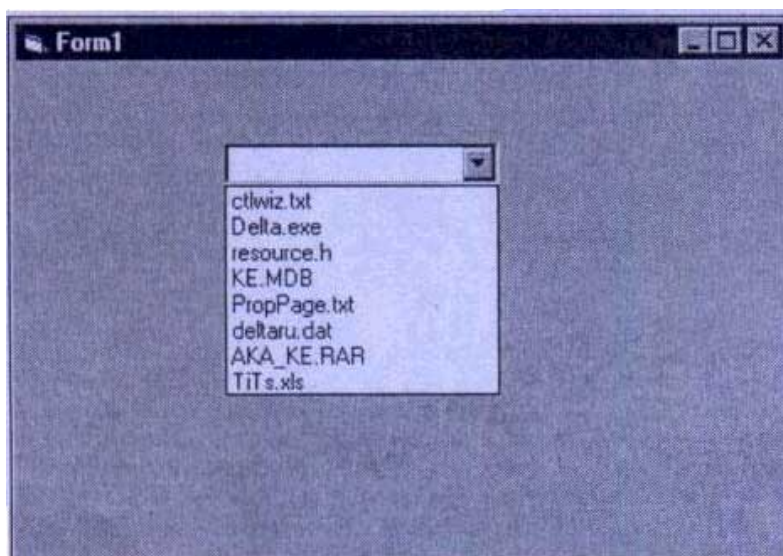 Form1
ctlwiz.txt
Delta.exe
resource.h
KE.MDB
PropPage.txt
deltaru.dat
AKA_KE.RAR
TiTs.xls